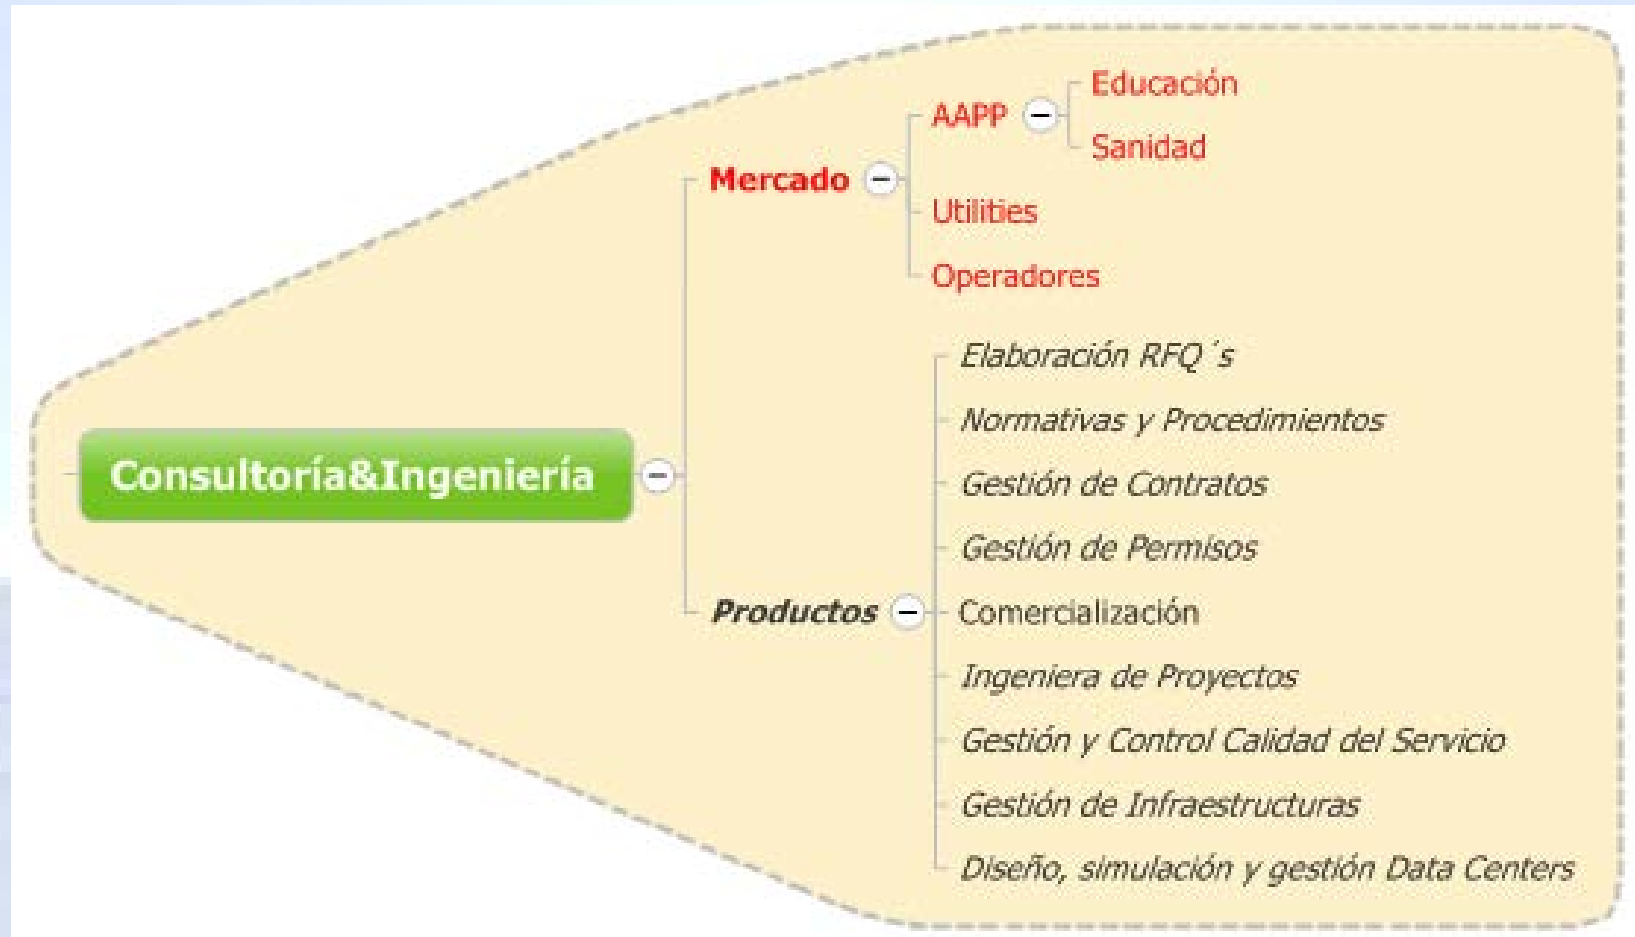 Consultoría&Ingeniería
Mercado
AAPP
Educación
Sanidad
Utilities
Operadores
Productos
Elaboración RFQ´s
Normativas y Procedimientos
Gestión de Contratos
Gestión de Permisos
Comercialización
Ingeniera de Proyectos
Gestión y Control Calidad del Servicio
Gestión de Infraestructuras
Diseño, simulación y gestión Data Centers